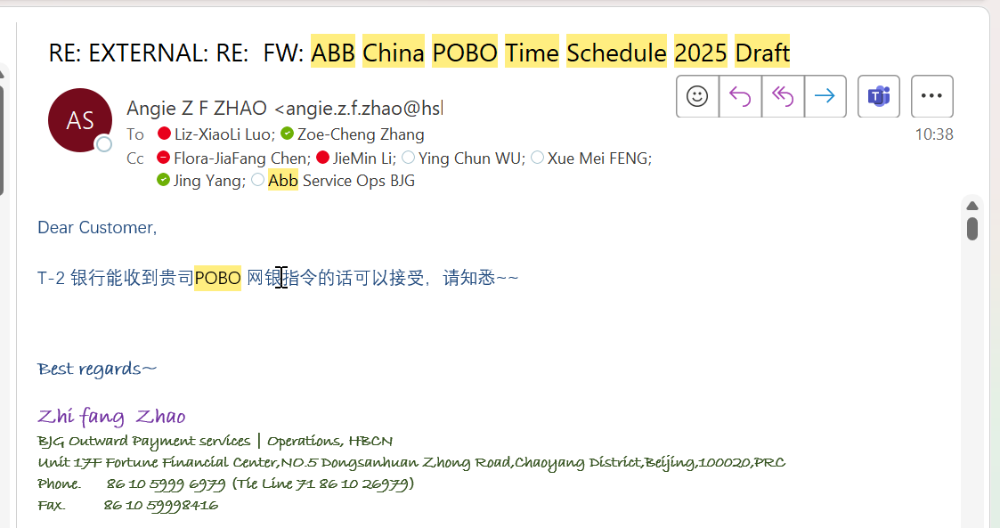 RE: EXTERNAL: RE: FW: ABB China POBO Time Schedule 2025 Draft
AS
Angie Z F ZHAO <angie.z.f.zhao@hsl
To Liz-XiaoLi Luo; Zoe-Cheng Zhang
10:38
Cc Flora-JiaFang Chen; JieMin Li; Ying Chun WU; Xue Mei FENG;
Jing Yang; Abb Service Ops BJG
Dear Customer,
T-2 银行能收到贵司POBO 网银指令的话可以接受，请知悉~~
Best regards~
Zhi fang Zhao
BJG Outward Payment services | Operations, HBCN
Unit 17F Fortune Financial Center,NO.5 Dongsanhuan Zhong Road,Chaoyang District,Beijing,100020,PRC
Phone. 86 10 5999 6979 (Tie Line 71 86 10 26979)
Fax. 86 10 59998416